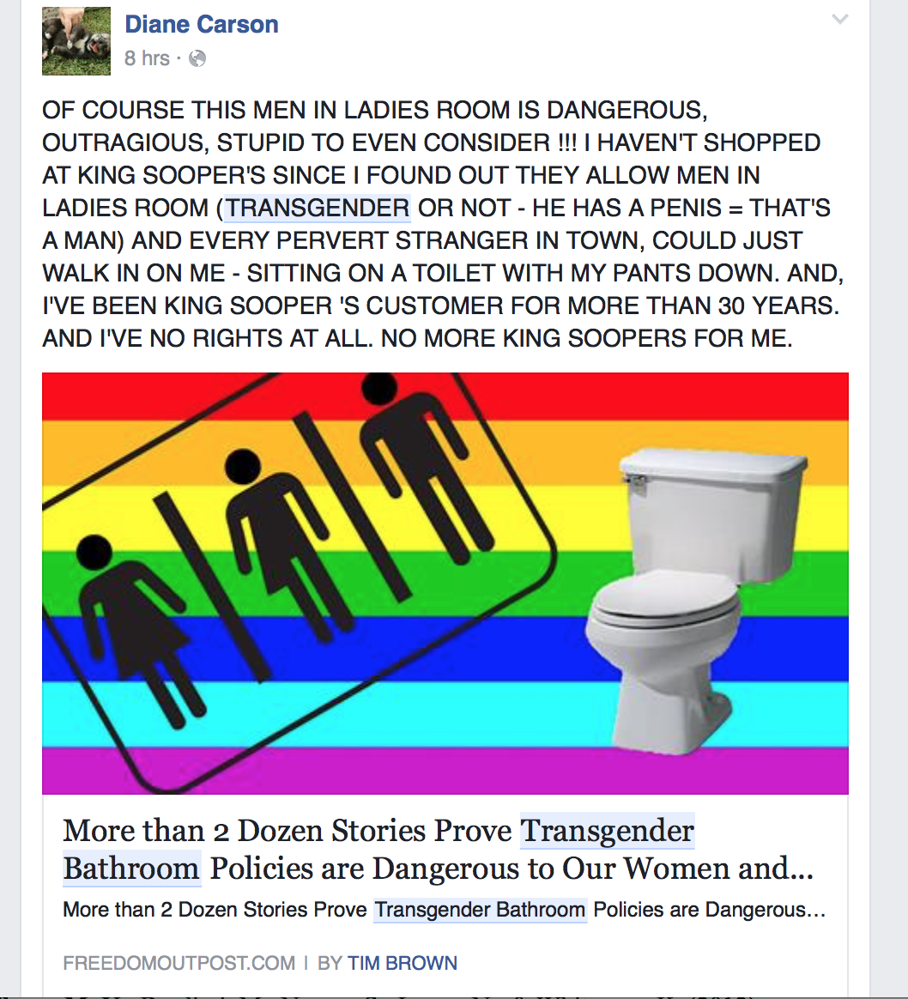 Diane Carson
8 hrs ·
OF COURSE THIS MEN IN LADIES ROOM IS DANGEROUS,
OUTRAGIOUS, STUPID TO EVEN CONSIDER !!! I HAVEN'T SHOPPED
AT KING SOOPER'S SINCE I FOUND OUT THEY ALLOW MEN IN
LADIES ROOM (TRANSGENDER OR NOT - HE HAS A PENIS = THAT'S
A MAN) AND EVERY PERVERT STRANGER IN TOWN, COULD JUST
WALK IN ON ME - SITTING ON A TOILET WITH MY PANTS DOWN. AND,
I'VE BEEN KING SOOPER 'S CUSTOMER FOR MORE THAN 30 YEARS.
AND I'VE NO RIGHTS AT ALL. NO MORE KING SOOPERS FOR ME.
More than 2 Dozen Stories Prove Transgender
Bathroom Policies are Dangerous to Our Women and...
More than 2 Dozen Stories Prove Transgender Bathroom Policies are Dangerous...
FREEDOMOUTPOST.COM | BY TIM BROWN